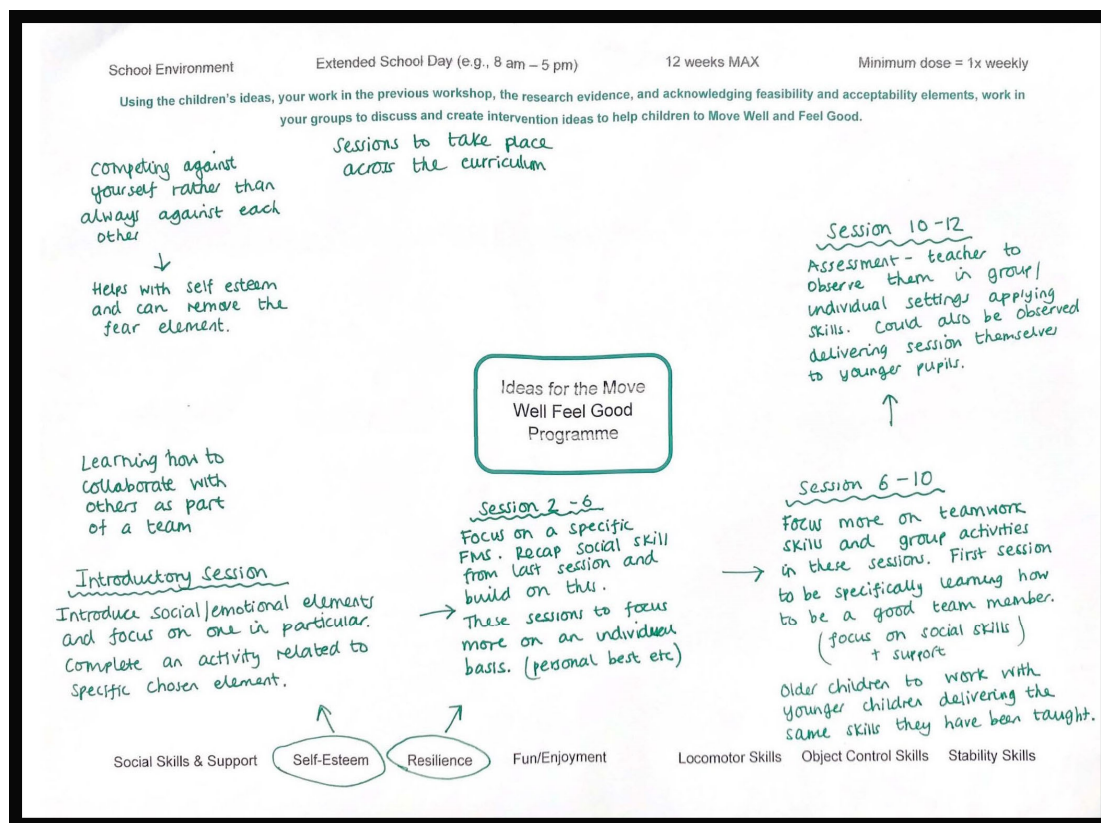 School Environment
Extended School Day (e.g., 8 am – 5 pm)
12 weeks MAX
Minimum dose = 1x weekly
Using the children's ideas, your work in the previous workshop, the research evidence, and acknowledging feasibility and acceptability elements, work in
your groups to discuss and create intervention ideas to help children to Move Well and Feel Good.
Sessions to take place
across the curriculum
Competing against
yourself rather than
always against each
other
↓
Helps with self esteem
and can remove the
fear element.
Learning how to
collaborate with
others as part
of a team
Ideas for the Move
Well Feel Good
Programme
Introductory Session
Introduce social/emotional elements
and focus on one in particular.
Complete an activity related to
specific chosen element.
→
Session 2 - 6
Focus on a specific
FMS. Recap social skill
from last session and
build on this.
These sessions to focus
more on an individual
basis. (personal best etc)
→
Session 6 - 10
Focus more on teamwork
skills and group activities
in these sessions. First session
to be specifically learning how
to be a good team member.
(focus on social skills)
+ support
Older children to work with
younger children delivering the
same skills they have been taught.
↑
Session 10 - 12
Assessment - teacher to
observe them in group/
individual settings applying
skills. Could also be observed
delivering session themselves
to younger pupils.
Social Skills & Support
Self-Esteem
Resilience
Fun/Enjoyment
Locomotor Skills
Object Control Skills
Stability Skills